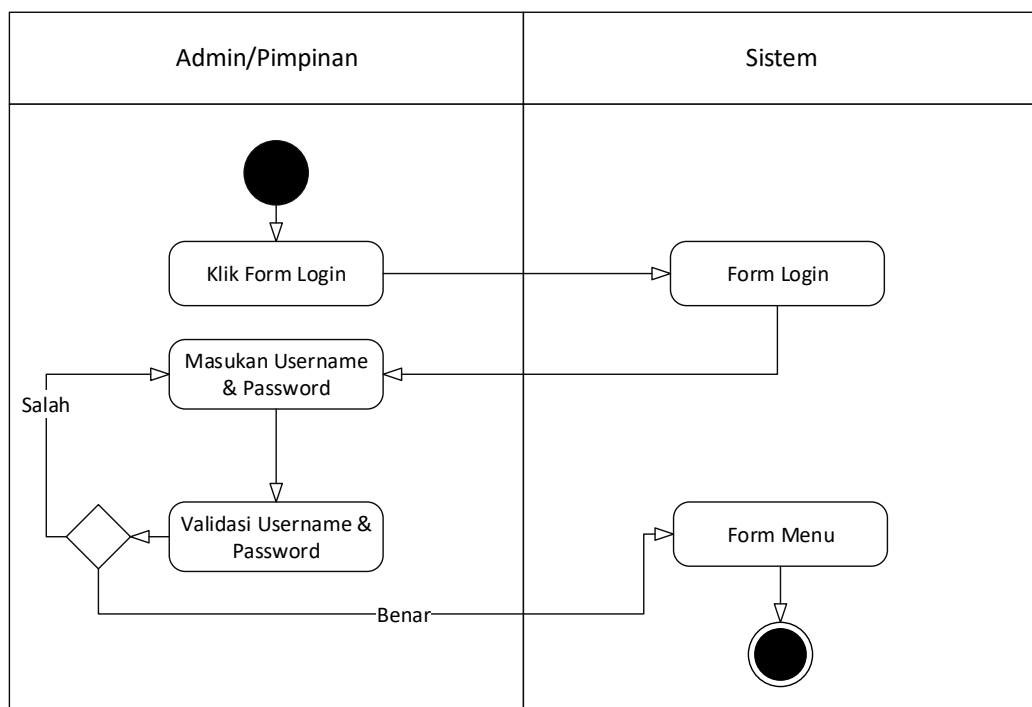 Admin/Pimpinan
Sistem
Klik Form Login
Form Login
Masukan Username
& Password
Salah
Validasi Username &
Password
Form Menu
Benar